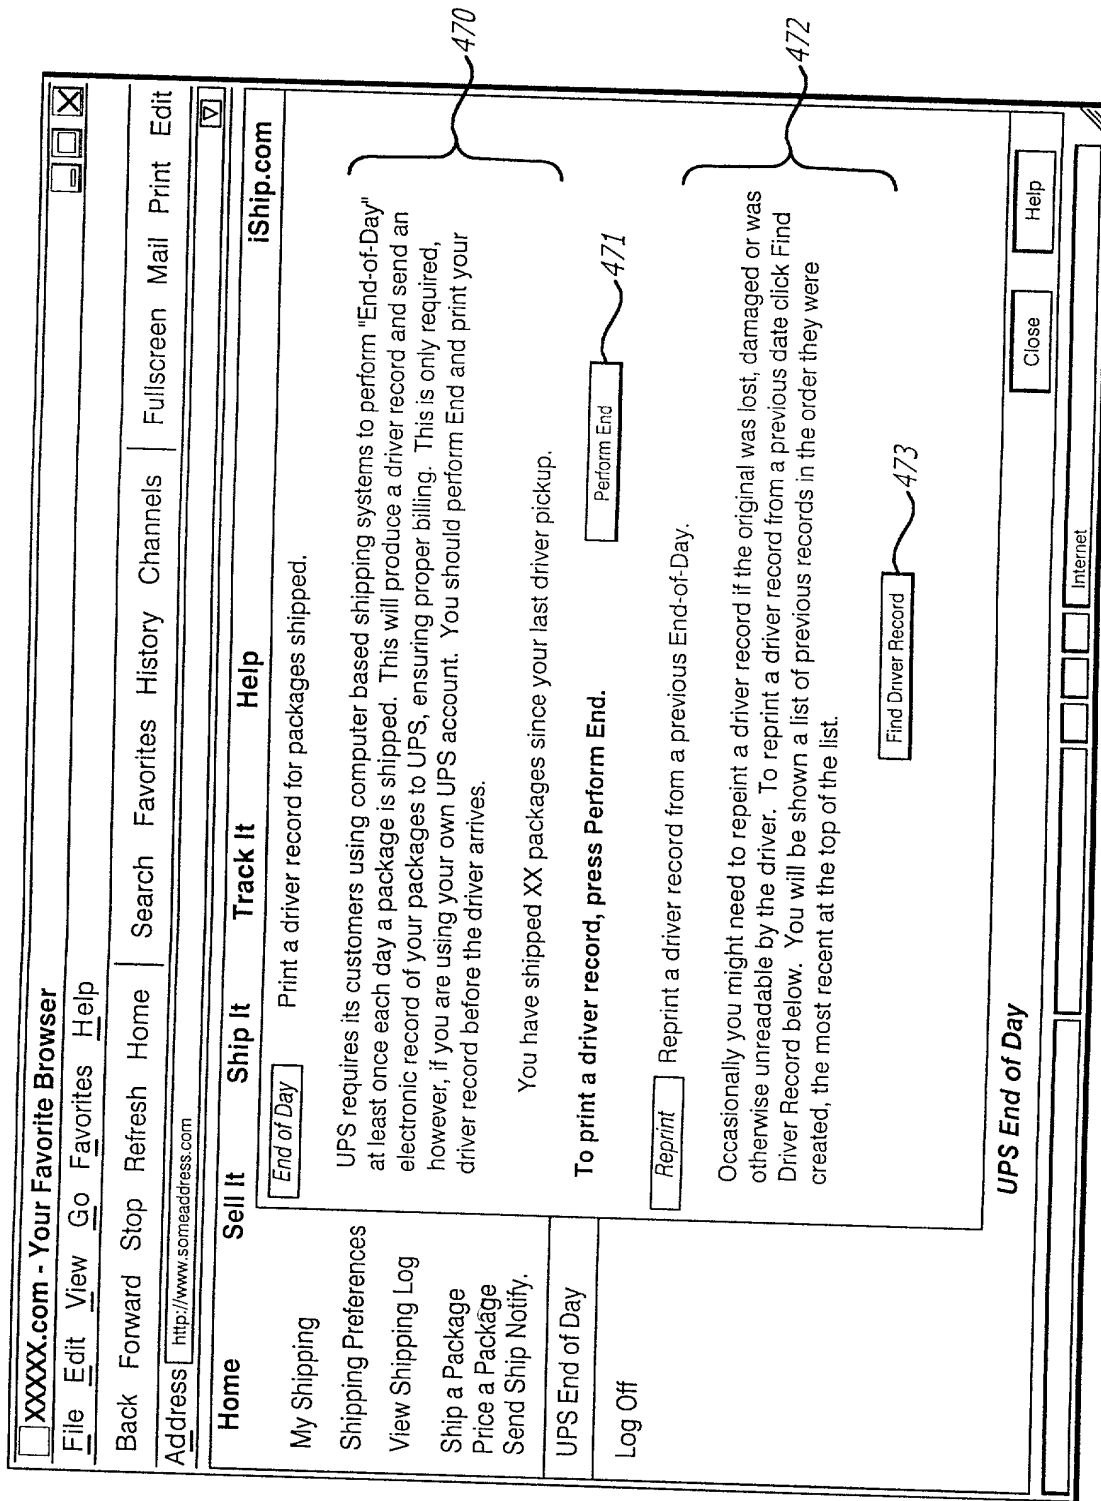 XXXXX.com - Your Favorite Browser
File Edit View Go Favorites Help
Back Forward Stop Refresh Home Search Favorites History Channels Fullscreen Mail Print Edit
Address http://www.someaddress.com
Home Sell It Ship It Track It Help iShip.com
My Shipping
Shipping Preferences
View Shipping Log
Ship a Package
Price a Package
Send Ship Notify.
UPS End of Day
Log Off
End of Day Print a driver record for packages shipped.
UPS requires its customers using computer based shipping systems to perform "End-of-Day"
at least once each day a package is shipped. This will produce a driver record and send an
electronic record of your packages to UPS, ensuring proper billing. This is only required,
however, if you are using your own UPS account. You should perform End and print your
driver record before the driver arrives.
470
You have shipped XX packages since your last driver pickup.
To print a driver record, press Perform End.
Perform End
471
Reprint Reprint a driver record from a previous End-of-Day.
Occasionally you might need to repeint a driver record if the original was lost, damaged or was
otherwise unreadable by the driver. To reprint a driver record from a previous date click Find
Driver Record below. You will be shown a list of previous records in the order they were
created, the most recent at the top of the list.
472
Find Driver Record
473
UPS End of Day
Close Help
Internet